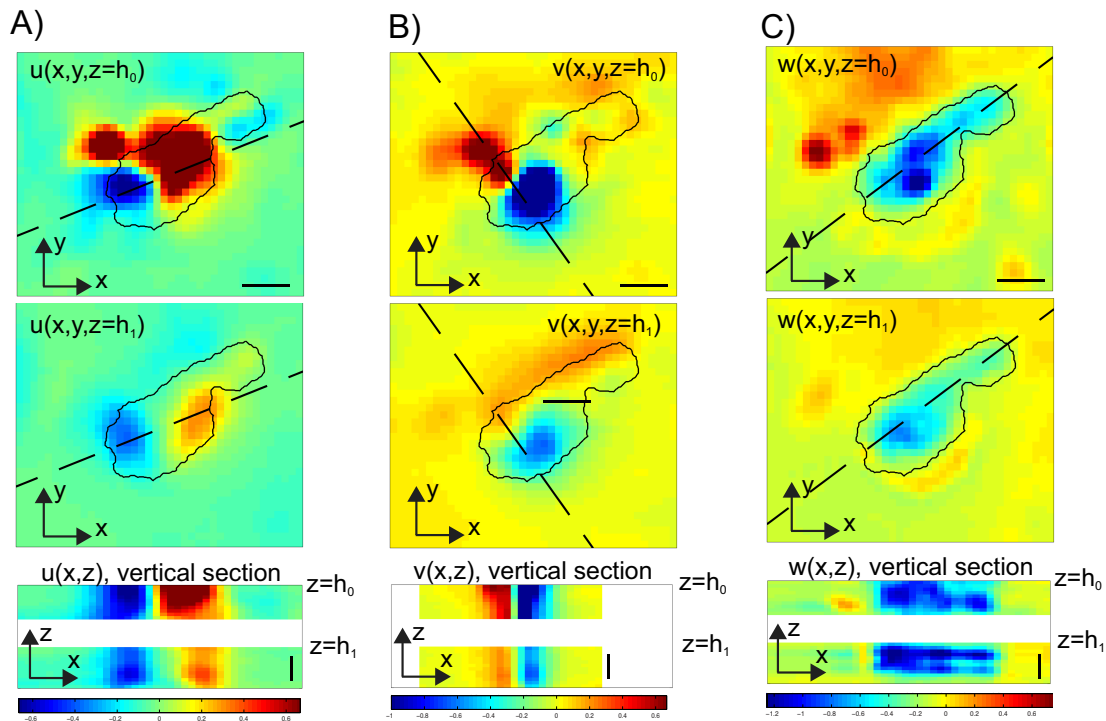 A)
B)
C)
u(x,y,z=h₀)
v(x,y,z=h₀)
w(x,y,z=h₀)
y
x
y
x
y
x
u(x,y,z=h₁)
v(x,y,z=h₁)
w(x,y,z=h₁)
y
x
y
x
y
x
u(x,z), vertical section
z=h₀
v(x,z), vertical section
z=h₀
w(x,z), vertical section
z=h₀
z
x
z=h₁
z
x
z=h₁
z
x
z=h₁
−0.6 −0.4 −0.2 0 0.2 0.4 0.6
−1 −0.8 −0.6 −0.4 −0.2 0 0.2 0.4 0.6
−1.2 −1 −0.8 −0.6 −0.4 −0.2 0 0.2 0.4 0.6